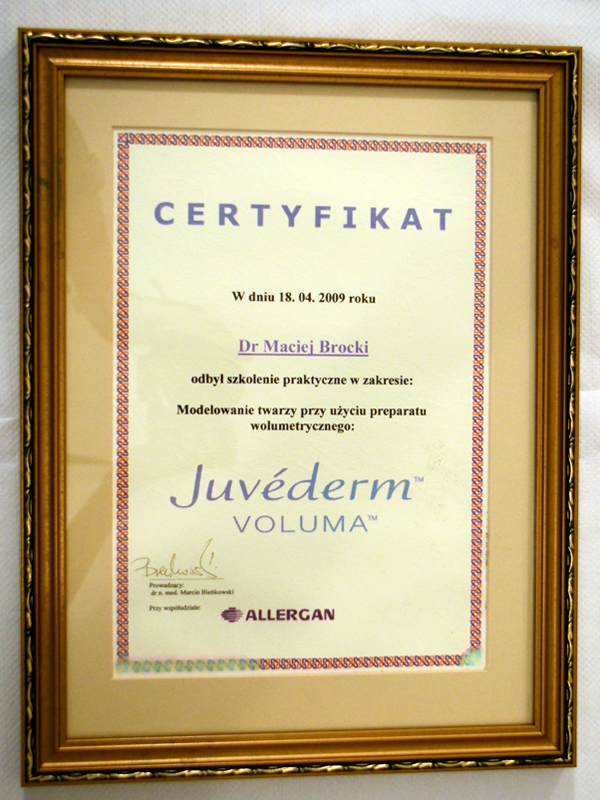 CERTYFIKAT
W dniu 18. 04. 2009 roku
Dr Maciej Brocki
odbył szkolenie praktyczne w zakresie:
Modelowanie twarzy przy użyciu preparatu
wolumetrycznego:
Juvéderm™
VOLUMA™
Prowadzący:
dr n. med. Marcin Bieńkowski
Przy współudziale:
ALLERGAN